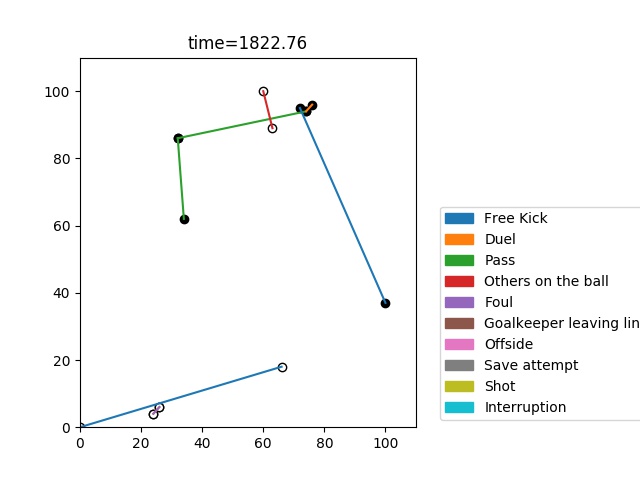 time=1822.76
100
80
60
40
20
0
0 20 40 60 80 100
Free Kick
Duel
Pass
Others on the ball
Foul
Goalkeeper leaving lin
Offside
Save attempt
Shot
Interruption